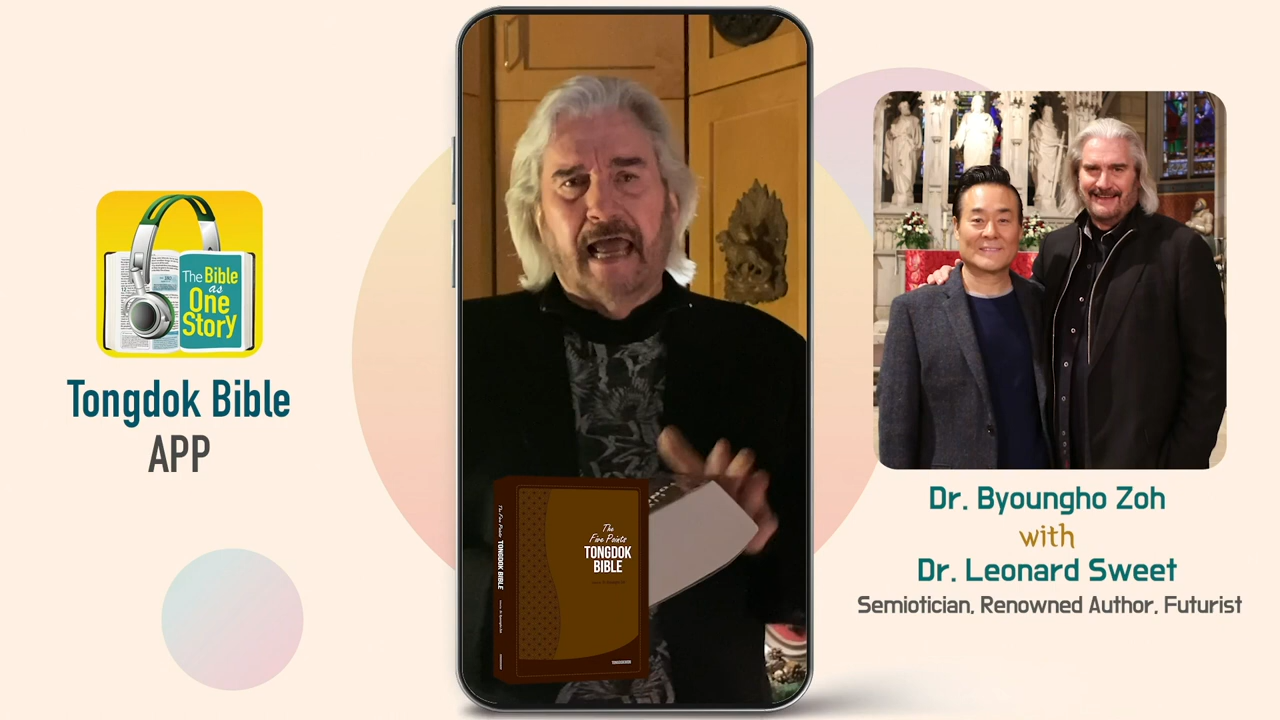 The Bible
as
One
Story
Tongdok Bible
APP
The Five Points TONGDOK BIBLE
The
Five Points
TONGDOK
BIBLE
Dr. Byoungho Zoh
with
Dr. Leonard Sweet
Semiotician, Renowned Author, Futurist